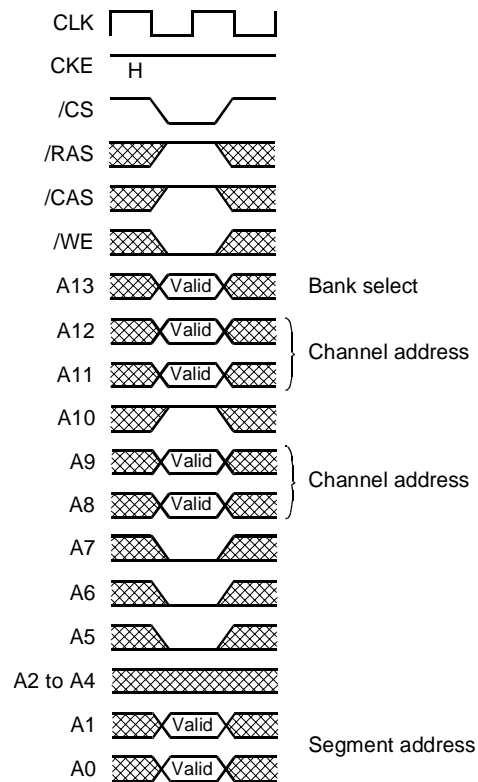 CLK
CKE H
/CS
/RAS
/CAS
/WE
A13 Valid Bank select
A12 Valid
Channel address
A11 Valid
A10
A9 Valid
Channel address
A8 Valid
A7
A6
A5
A2 to A4
A1 Valid
Segment address
A0 Valid